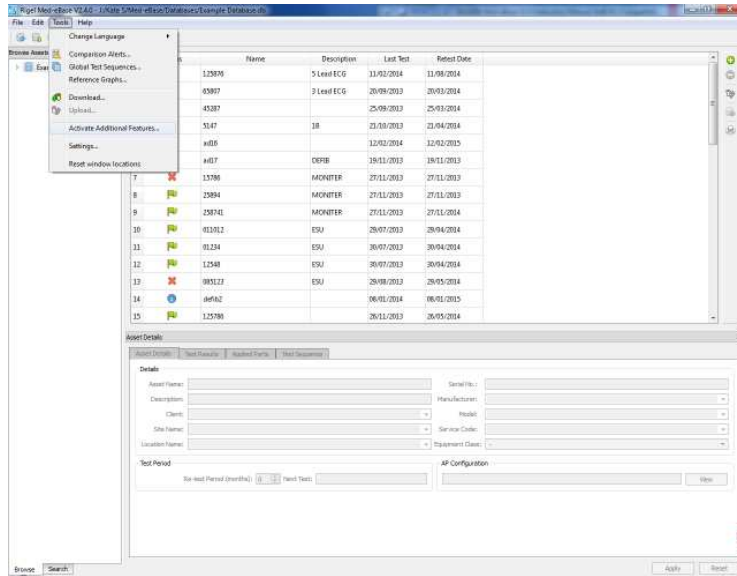 Rigel Med-eBase V2.4.0 - J:/Kate S/Med-eBase/Databases/Example Database.db
File Edit Tools Help
Change Language
Comparison Alerts...
Global Test Sequences...
Reference Graphs...
Download...
Upload...
Activate Additional Features...
Settings...
Reset window locations
Browse Assets
Name Description Last Test Retest Date
125876 5 Lead ECG 11/02/2014 11/08/2014
65807 3 Lead ECG 20/09/2013 20/03/2014
45287 25/09/2013 25/03/2014
5147 18 21/10/2013 21/04/2014
ad16 12/02/2014 12/02/2015
ad17 DEFIB 19/11/2013 19/11/2013
7 15786 MONITER 27/11/2013 27/11/2013
8 25894 MONITER 27/11/2013 27/11/2014
9 258741 MONITER 27/11/2013 27/11/2014
10 011012 ESU 29/07/2013 29/04/2014
11 01234 ESU 30/07/2013 30/04/2014
12 12548 ESU 30/07/2013 30/04/2014
13 085123 ESU 29/08/2013 29/05/2014
14 defib2 08/01/2014 08/01/2015
15 125786 26/11/2013 26/05/2014
Asset Details
Asset Details Test Results Applied Parts Test Sequence
Details
Asset Name: Serial No.:
Description: Manufacturer:
Client: Model:
Site Name: Service Code:
Location Name: Equipment Class:
Test Period AP Configuration
Re-test Period (months): 0 Next Test: View
Apply Reset
Browse Search